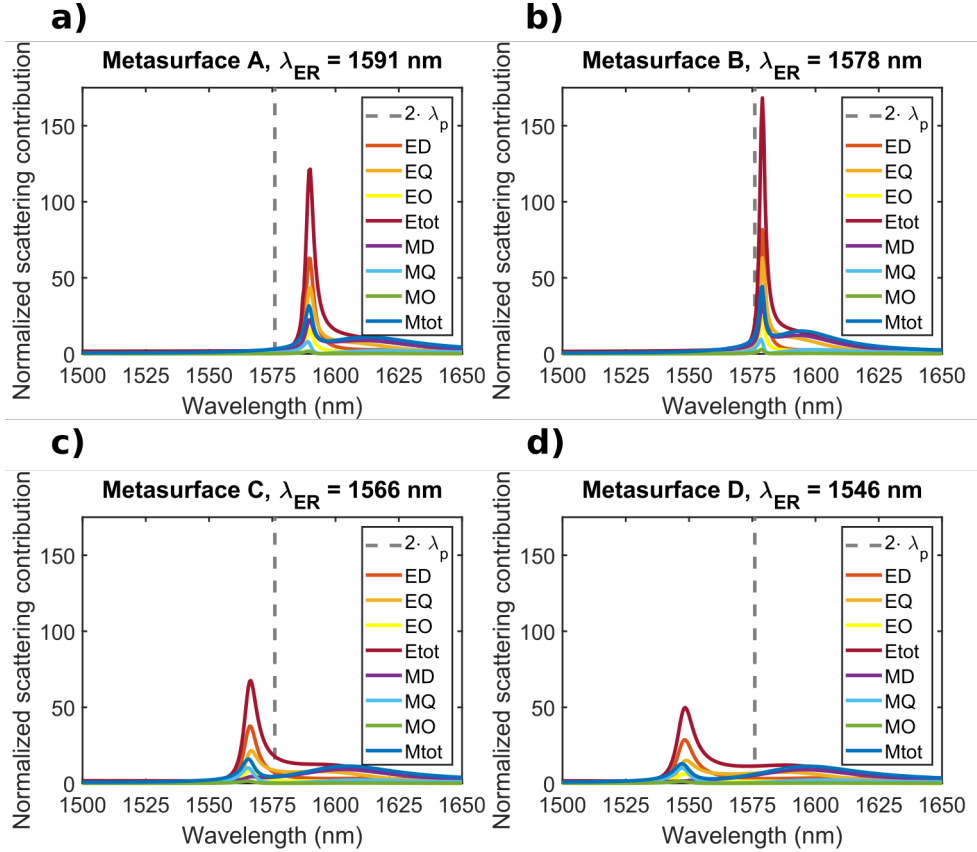 a)
Metasurface A, λER = 1591 nm
Normalized scattering contribution
150
100
50
0
1500 1525 1550 1575 1600 1625 1650
Wavelength (nm)
2· λp
ED
EQ
EO
Etot
MD
MQ
MO
Mtot
b)
Metasurface B, λER = 1578 nm
Normalized scattering contribution
150
100
50
0
1500 1525 1550 1575 1600 1625 1650
Wavelength (nm)
2· λp
ED
EQ
EO
Etot
MD
MQ
MO
Mtot
c)
Metasurface C, λER = 1566 nm
Normalized scattering contribution
150
100
50
0
1500 1525 1550 1575 1600 1625 1650
Wavelength (nm)
2· λp
ED
EQ
EO
Etot
MD
MQ
MO
Mtot
d)
Metasurface D, λER = 1546 nm
Normalized scattering contribution
150
100
50
0
1500 1525 1550 1575 1600 1625 1650
Wavelength (nm)
2· λp
ED
EQ
EO
Etot
MD
MQ
MO
Mtot